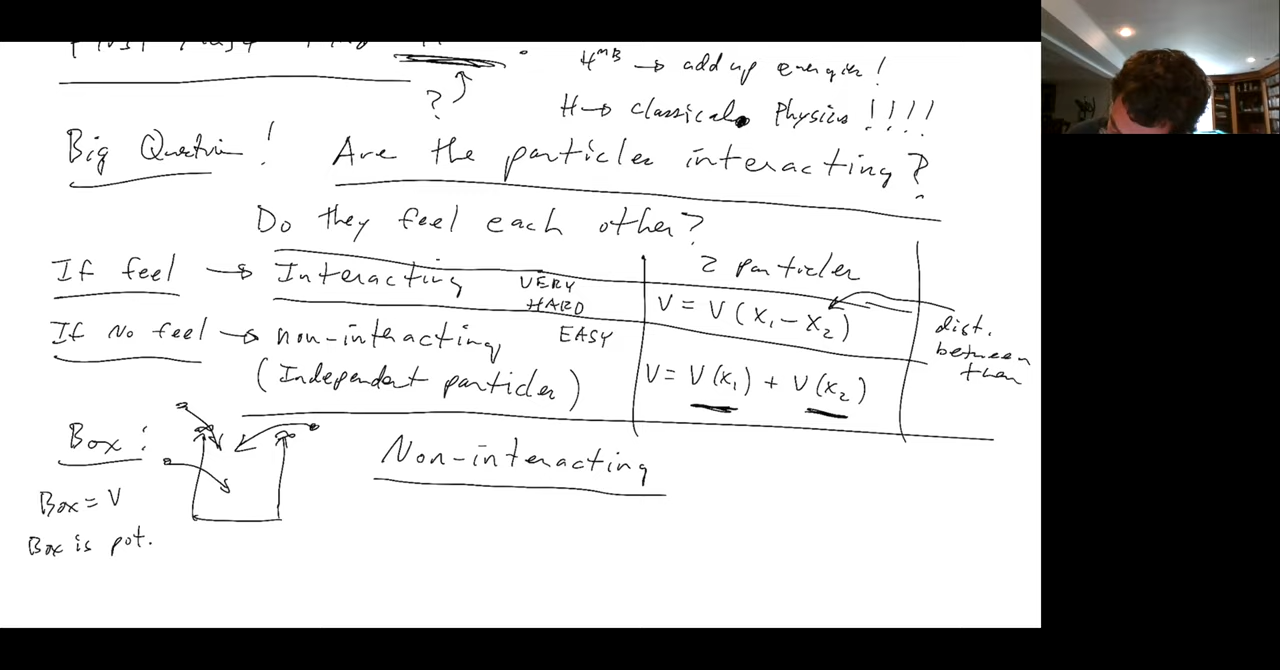 H^MB → add up energies!
?
H → classical Physics !!!!
Big Question! Are the particles interacting?
Do they feel each other?
If feel → Interacting VERY HARD
2 particles
V = V(x₁ - x₂)
dist. between them
If No feel → non-interacting EASY
(Independent particles)
V = V(x₁) + V(x₂)
Box:
Non-interacting
Box = V
Box is pot.